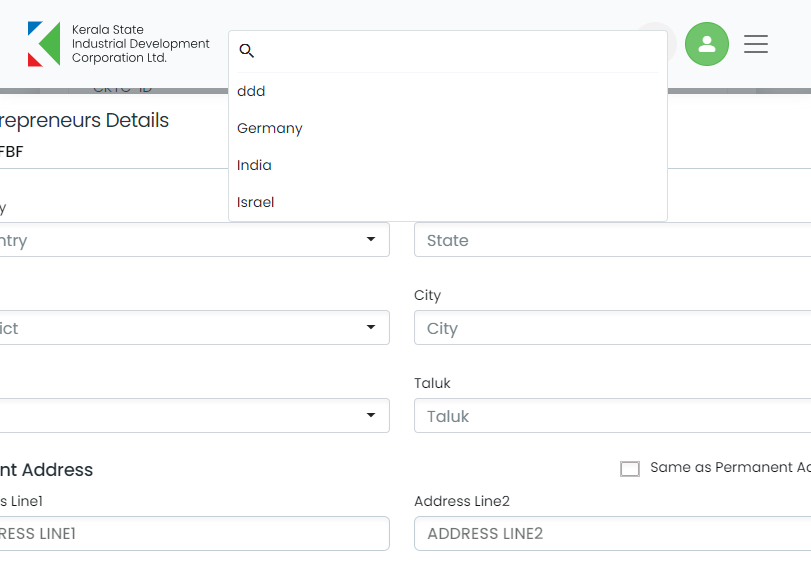 Kerala State
Industrial Development
Corporation Ltd.
ddd
Germany
India
Israel
repreneurs Details
FBF
y
ntry
State
City
ict
City
Taluk
Taluk
nt Address
Same as Permanent Ad
s Line1
Address Line2
RESS LINE1
ADDRESS LINE2